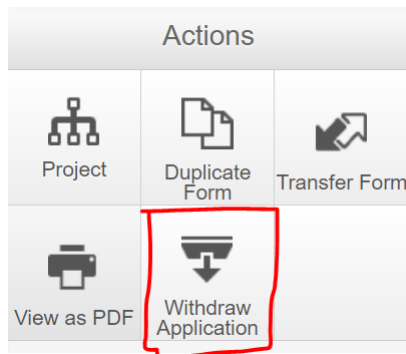 Actions
Project
Duplicate
Form
Transfer Form
View as PDF
Withdraw
Application